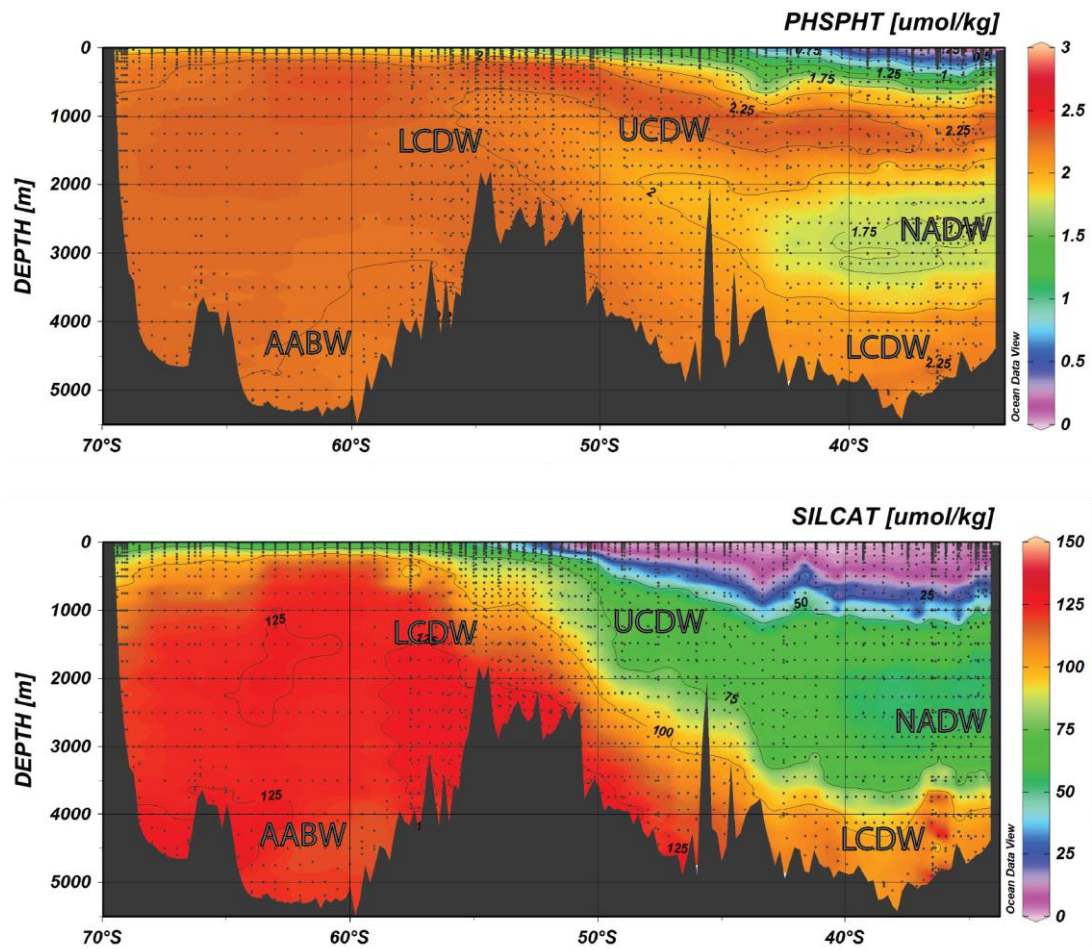 PHSPHT [umol/kg]
0
1000
2000
3000
4000
5000
DEPTH [m]
2
0.75
1.75
1.25
1
2.25
2.25
2
1.75
2.25
LCDW
UCDW
NADW
AABW
LCDW
3
2.5
2
1.5
1
0.5
0
Ocean Data View
70°S
60°S
50°S
40°S
SILCAT [umol/kg]
0
1000
2000
3000
4000
5000
DEPTH [m]
125
125
25
50
75
100
125
125
LCDW
UCDW
NADW
AABW
LCDW
150
125
100
75
50
25
0
Ocean Data View
70°S
60°S
50°S
40°S